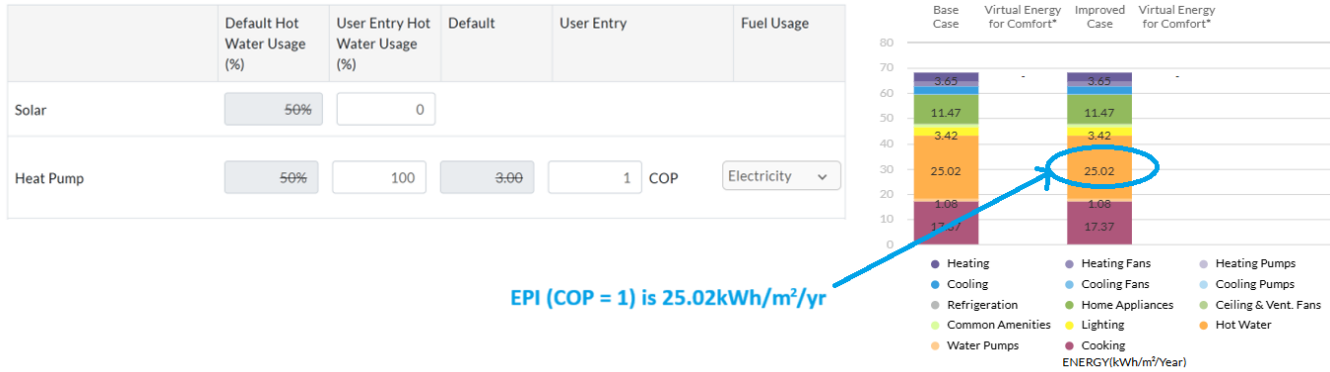 Default Hot Water Usage (%)
User Entry Hot Water Usage (%)
Default
User Entry
Fuel Usage
Solar
50%
0
Heat Pump
50%
100
3.00
1 COP
Electricity
EPI (COP = 1) is 25.02kWh/m²/yr
Base Case
Virtual Energy for Comfort*
Improved Case
Virtual Energy for Comfort*
80
70
60
50
40
30
20
10
0
3.65
11.47
3.42
25.02
1.08
17.37
-
3.65
11.47
3.42
25.02
1.08
17.37
-
Heating
Heating Fans
Heating Pumps
Cooling
Cooling Fans
Cooling Pumps
Refrigeration
Home Appliances
Ceiling & Vent. Fans
Common Amenities
Lighting
Hot Water
Water Pumps
Cooking
ENERGY(kWh/m²/Year)